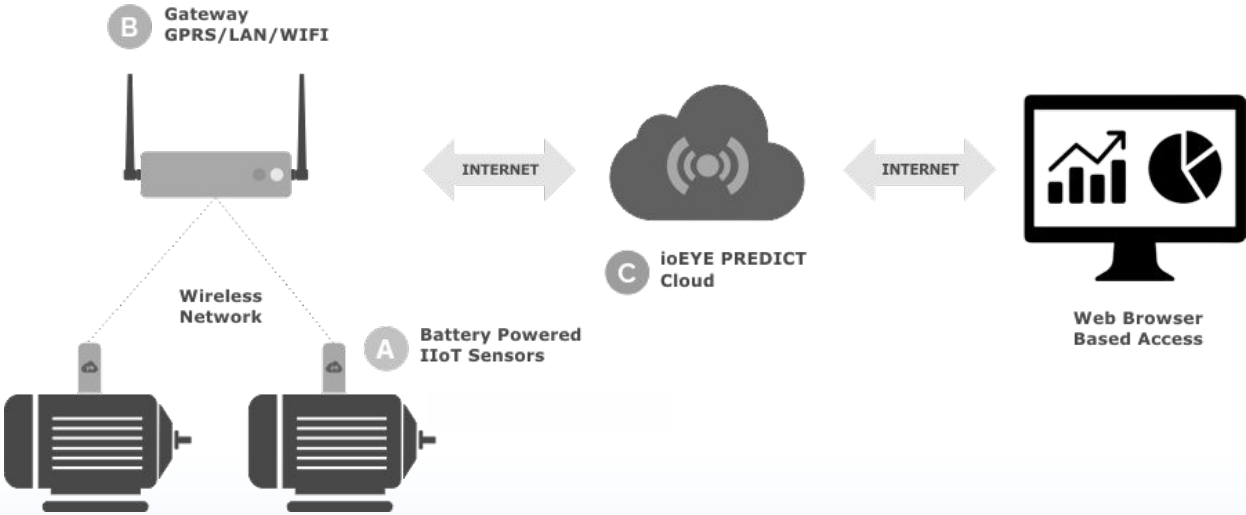 B
Gateway
GPRS/LAN/WIFI
INTERNET
INTERNET
C
ioEYE PREDICT
Cloud
Wireless
Network
A
Battery Powered
IIoT Sensors
Web Browser
Based Access